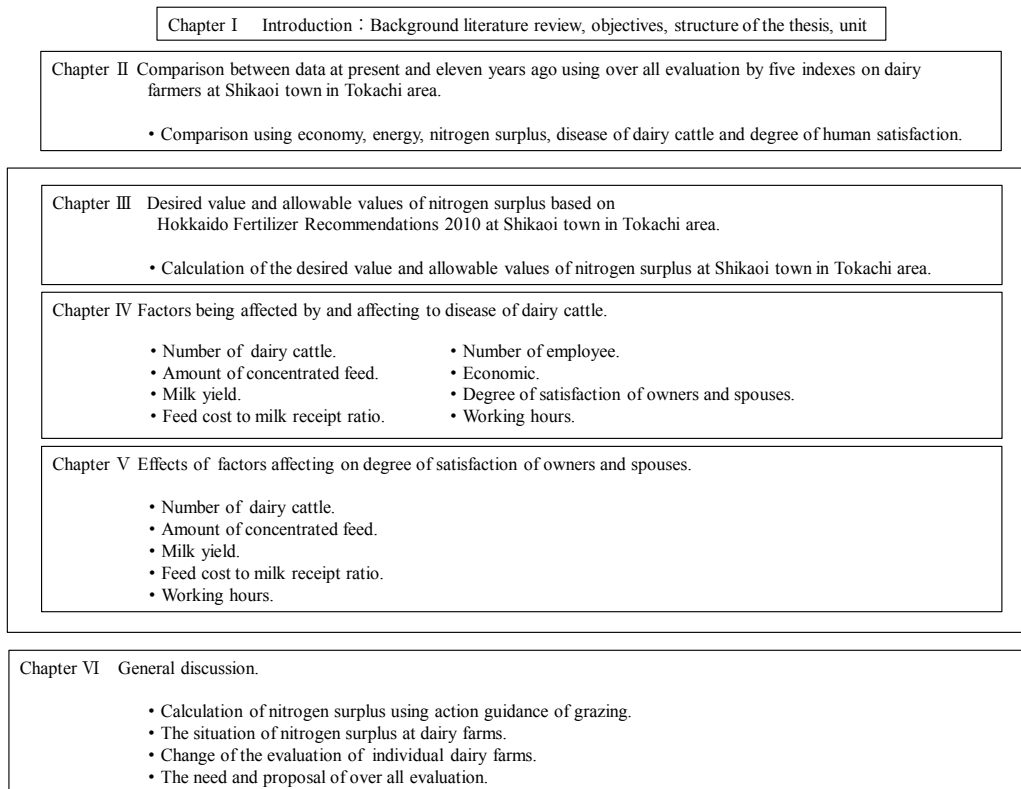 Chapter Ⅰ Introduction：Background literature review, objectives, structure of the thesis, unit
Chapter Ⅱ Comparison between data at present and eleven years ago using over all evaluation by five indexes on dairy
farmers at Shikaoi town in Tokachi area.
・Comparison using economy, energy, nitrogen surplus, disease of dairy cattle and degree of human satisfaction.
Chapter Ⅲ Desired value and allowable values of nitrogen surplus based on
Hokkaido Fertilizer Recommendations 2010 at Shikaoi town in Tokachi area.
・Calculation of the desired value and allowable values of nitrogen surplus at Shikaoi town in Tokachi area.
Chapter Ⅳ Factors being affected by and affecting to disease of dairy cattle.
・Number of dairy cattle. ・Number of employee.
・Amount of concentrated feed. ・Economic.
・Milk yield. ・Degree of satisfaction of owners and spouses.
・Feed cost to milk receipt ratio. ・Working hours.
Chapter Ⅴ Effects of factors affecting on degree of satisfaction of owners and spouses.
・Number of dairy cattle.
・Amount of concentrated feed.
・Milk yield.
・Feed cost to milk receipt ratio.
・Working hours.
Chapter Ⅵ General discussion.
・Calculation of nitrogen surplus using action guidance of grazing.
・The situation of nitrogen surplus at dairy farms.
・Change of the evaluation of individual dairy farms.
・The need and proposal of over all evaluation.